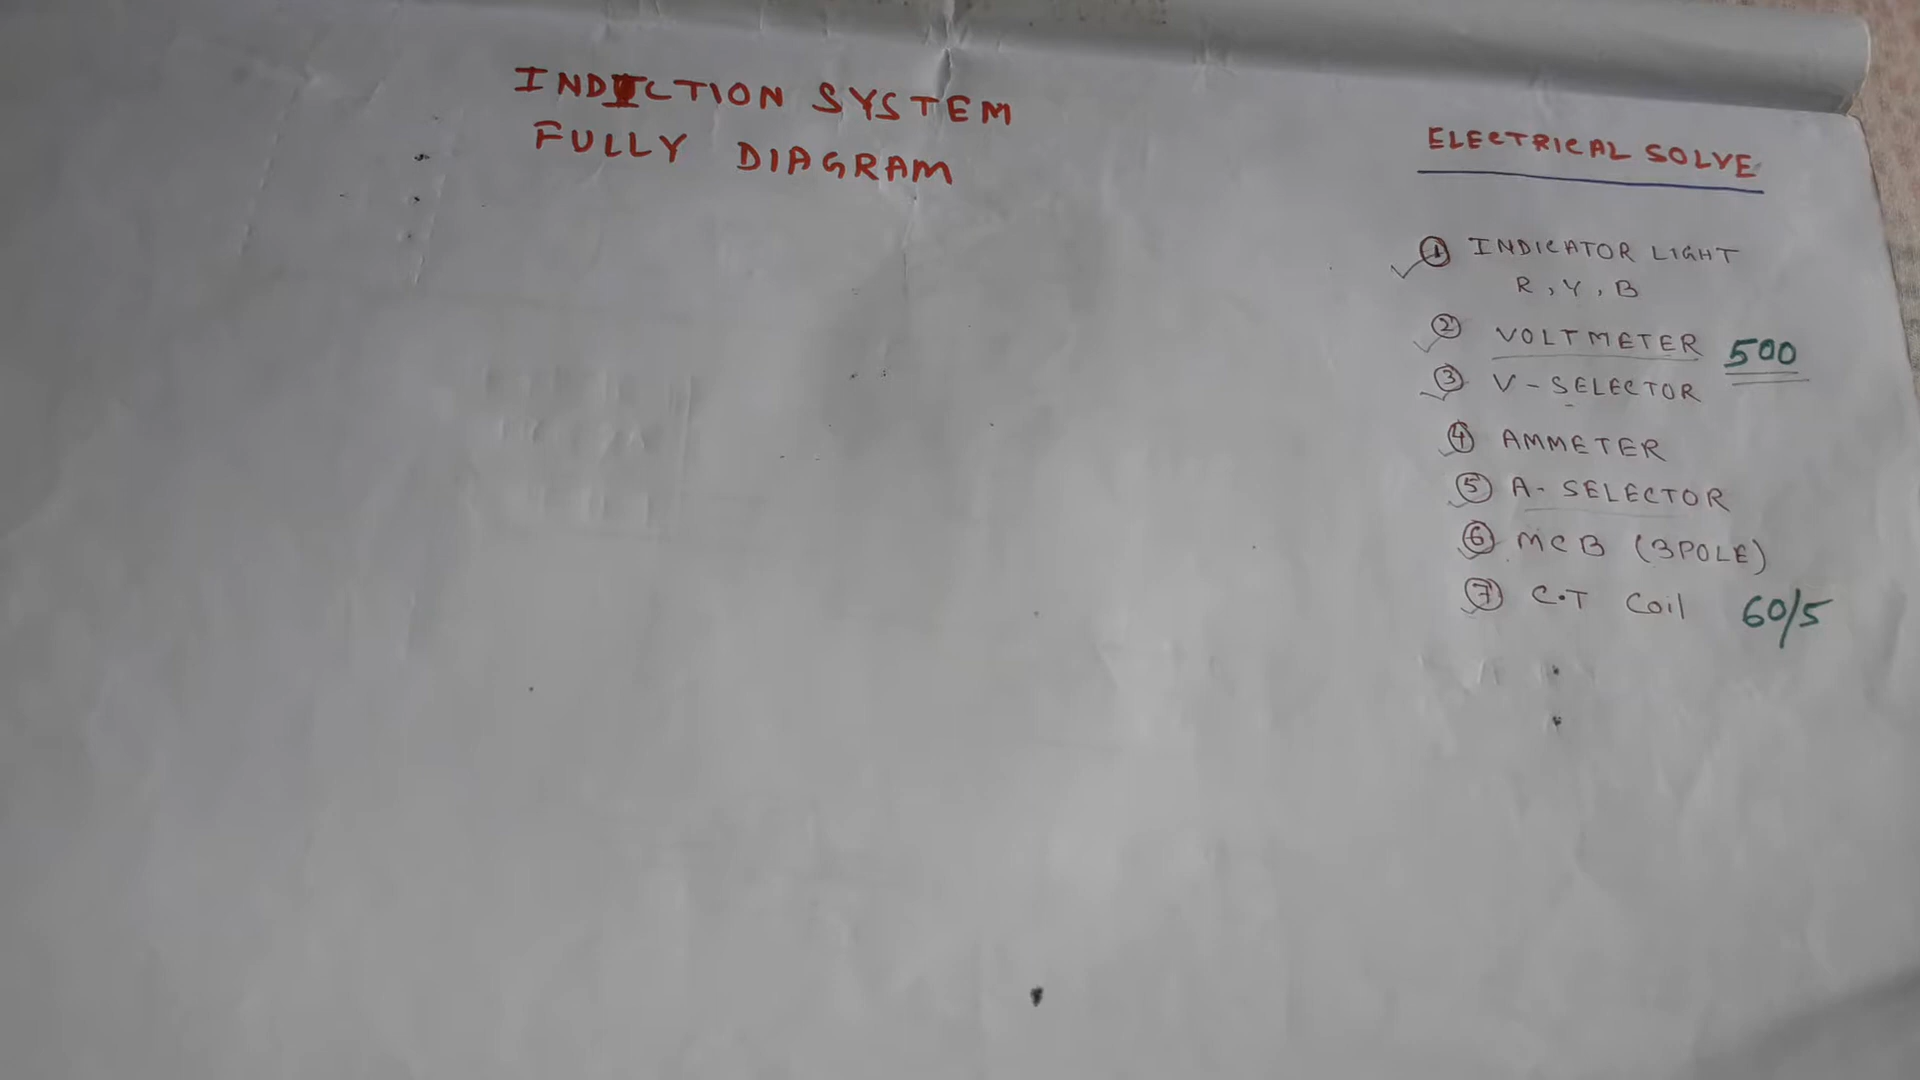 INDICTION SYSTEM
FULLY DIAGRAM
ELECTRICAL SOLVE
1 INDICATOR LIGHT
R, Y, B
2 VOLTMETER 500
3 V-SELECTOR
4 AMMETER
5 A-SELECTOR
6 MCB (3POLE)
7 C.T Coil 60/5